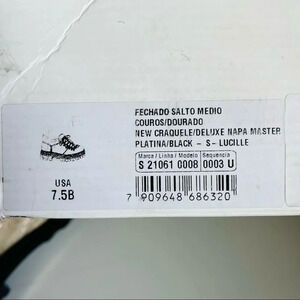 FECHADO SALTO MEDIO
COUROS/DOURADO
NEW CRAQUELE/DELUXE NAPA MASTER
PLATINA/BLACK - S- LUCILLE
Marca / Linha / Modelo Sequencia
S 21061 0008 0003 U
USA
7.5B
7 909648 686320